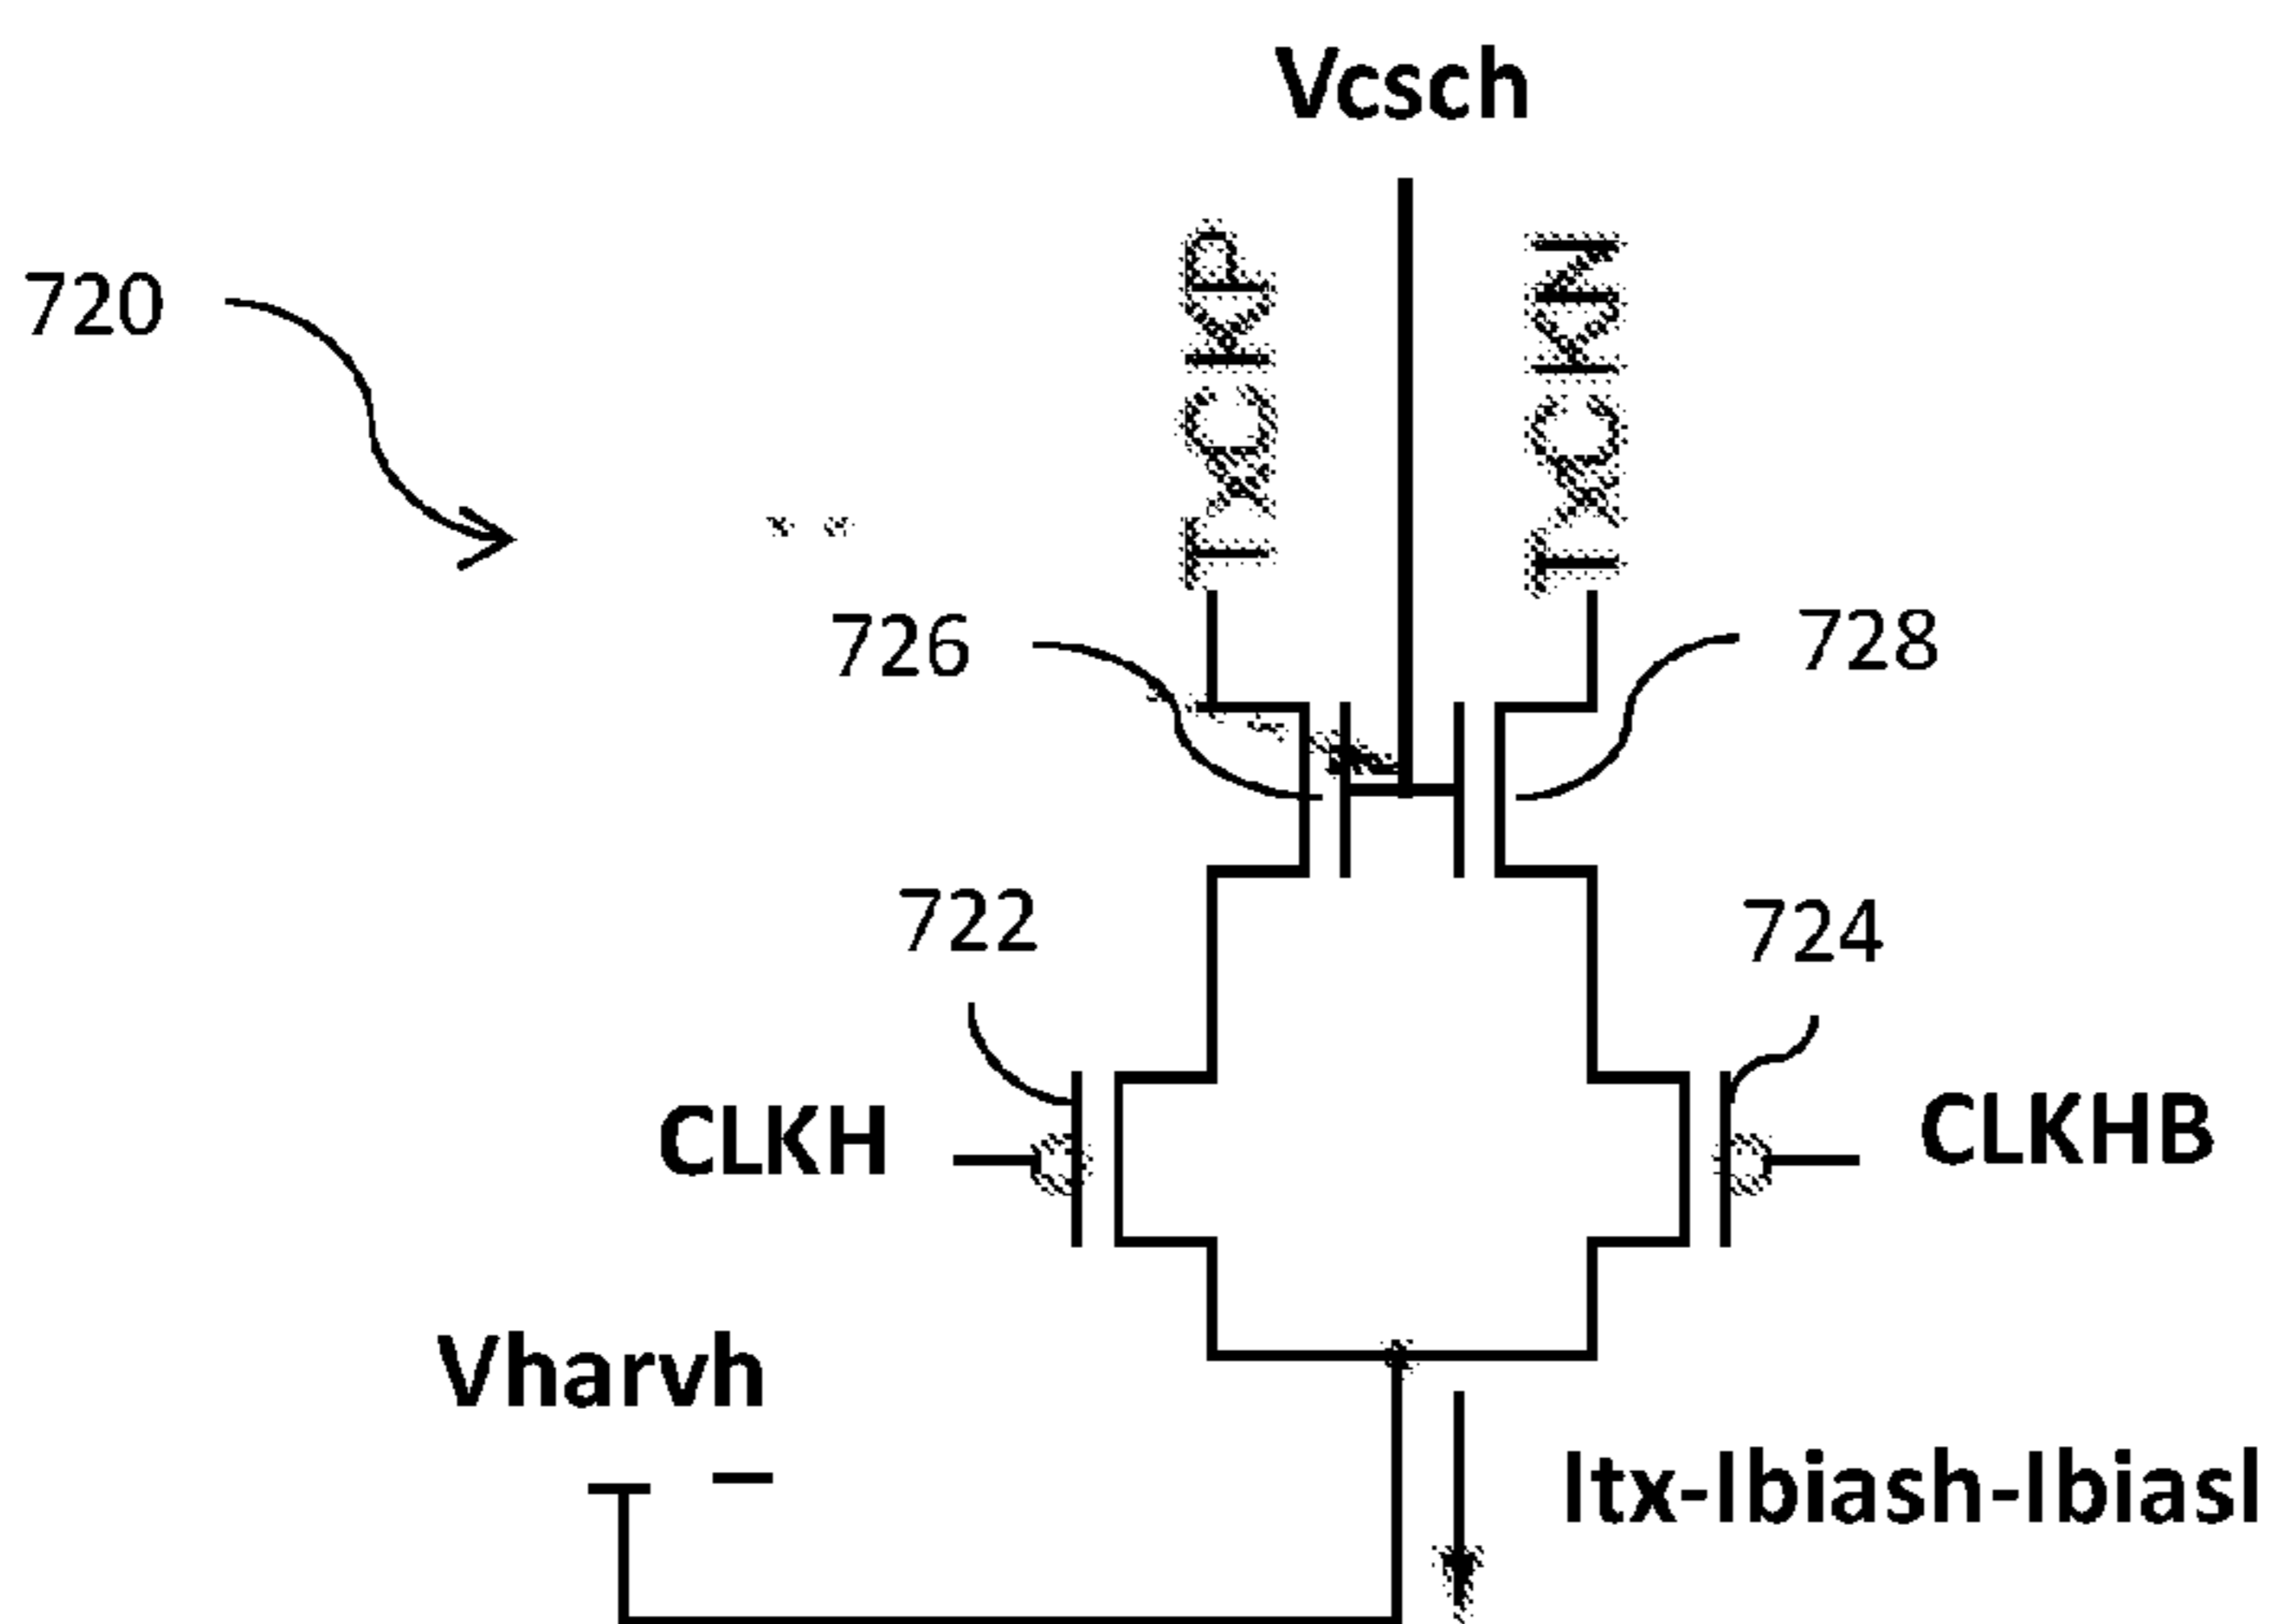 Vcsch
720
TxCKP
TxCKN
726
728
722
724
CLKH
CLKHB
Vharvh
Itx-Ibiash-Ibiasl